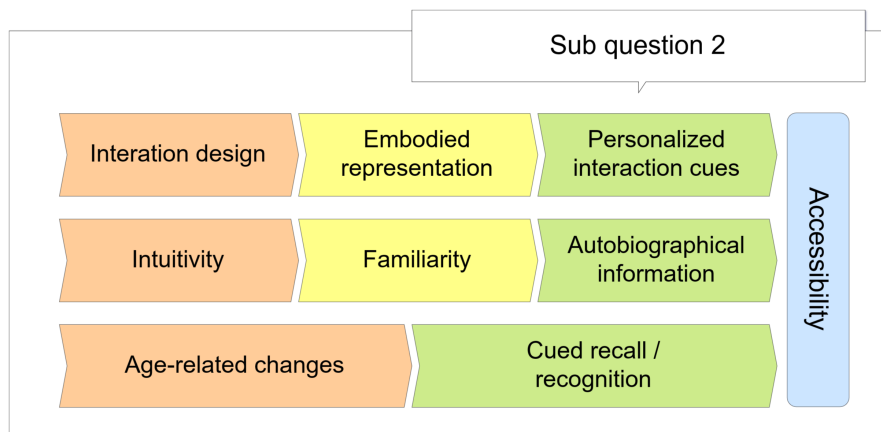 Sub question 2
Interation design
Embodied
representation
Personalized
interaction cues
Intuitivity
Familiarity
Autobiographical
information
Age-related changes
Cued recall /
recognition
Accessibility